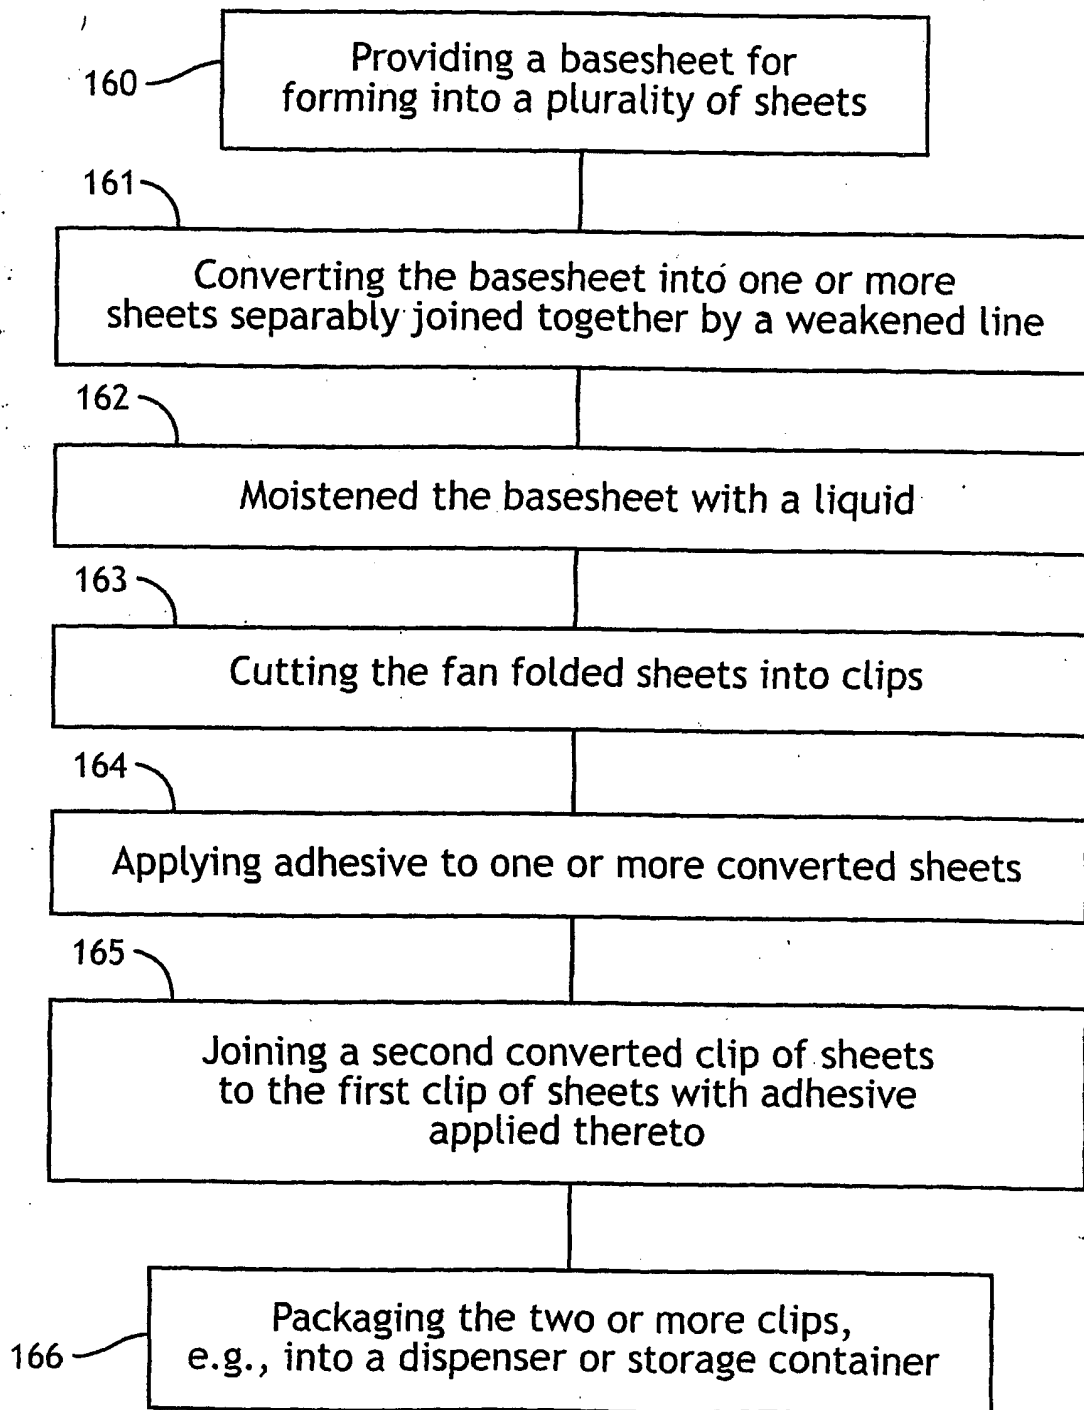 160
Providing a basesheet for
forming into a plurality of sheets
161
Converting the basesheet into one or more
sheets separably joined together by a weakened line
162
Moistened the basesheet with a liquid
163
Cutting the fan folded sheets into clips
164
Applying adhesive to one or more converted sheets
165
Joining a second converted clip of sheets
to the first clip of sheets with adhesive
applied thereto
166
Packaging the two or more clips,
e.g., into a dispenser or storage container